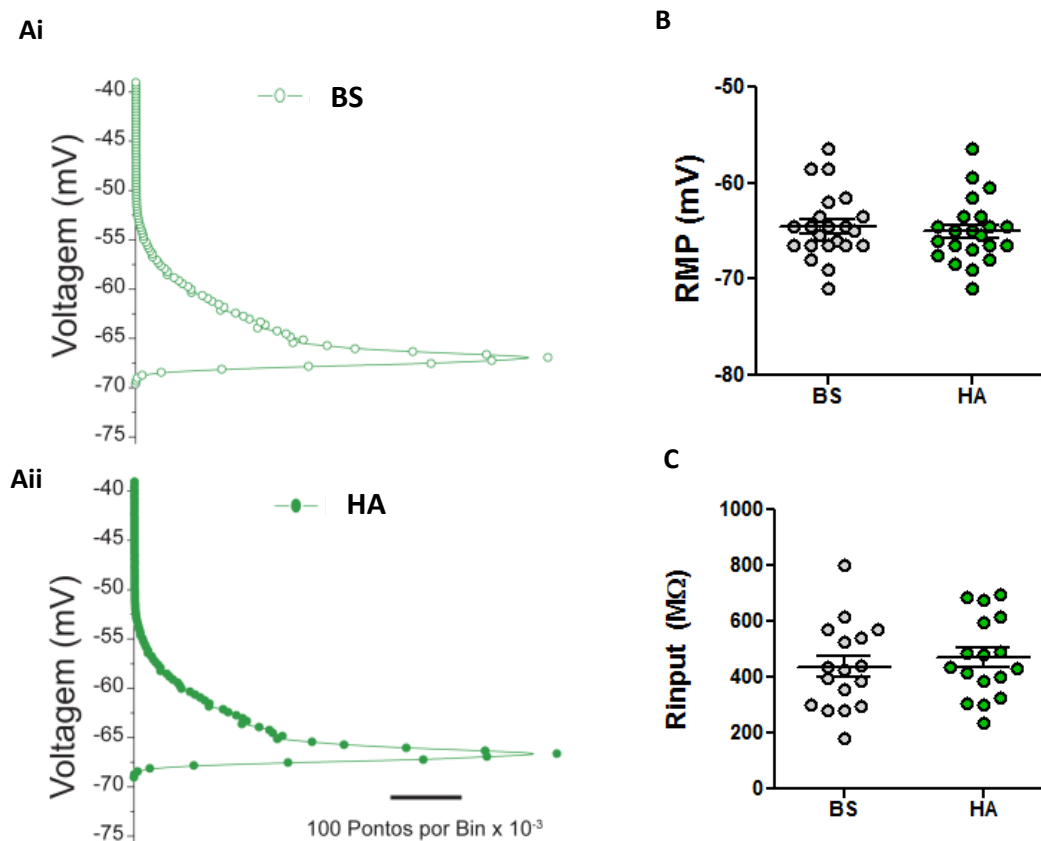 Ai
Voltagem (mV)
-40
-45
-50
-55
-60
-65
-70
-75
BS
Aii
Voltagem (mV)
-40
-45
-50
-55
-60
-65
-70
-75
HA
100 Pontos por Bin x 10⁻³
B
RMP (mV)
-50
-60
-70
-80
BS HA
C
Rinput (MΩ)
1000
800
600
400
200
0
BS HA